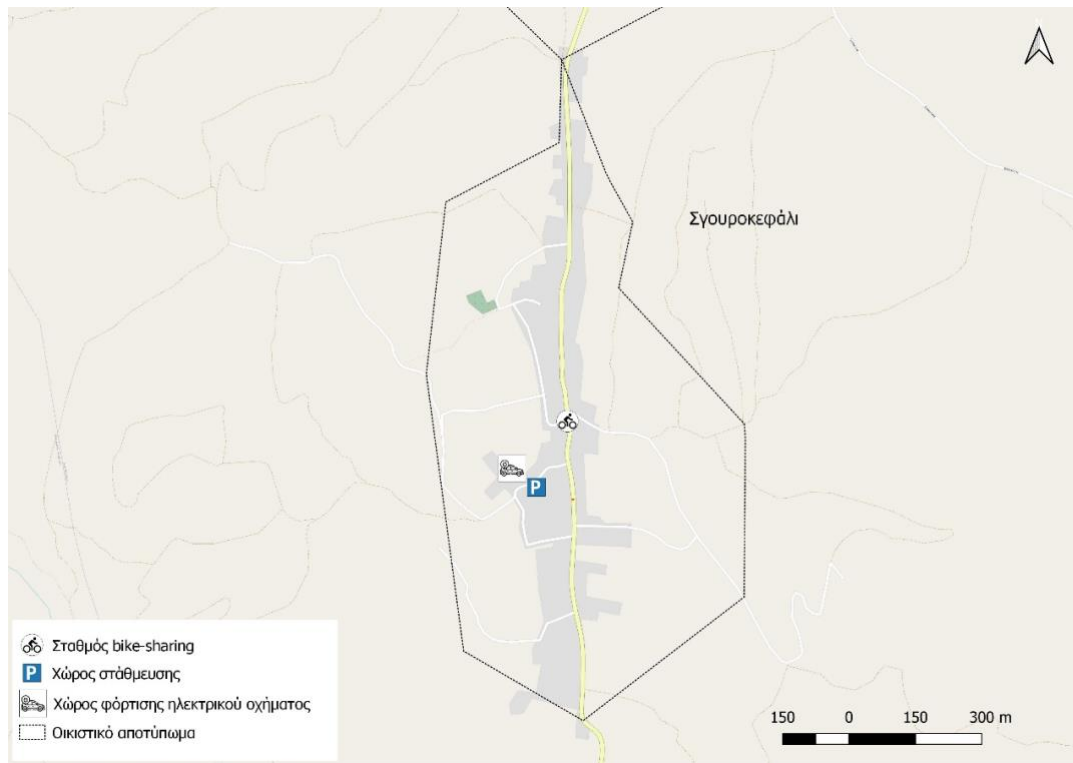 Σγουροκεφάλι
P
Σταθμός bike-sharing
P Χώρος στάθμευσης
Χώρος φόρτισης ηλεκτρικού οχήματος
Οικιστικό αποτύπωμα
150 0 150 300 m